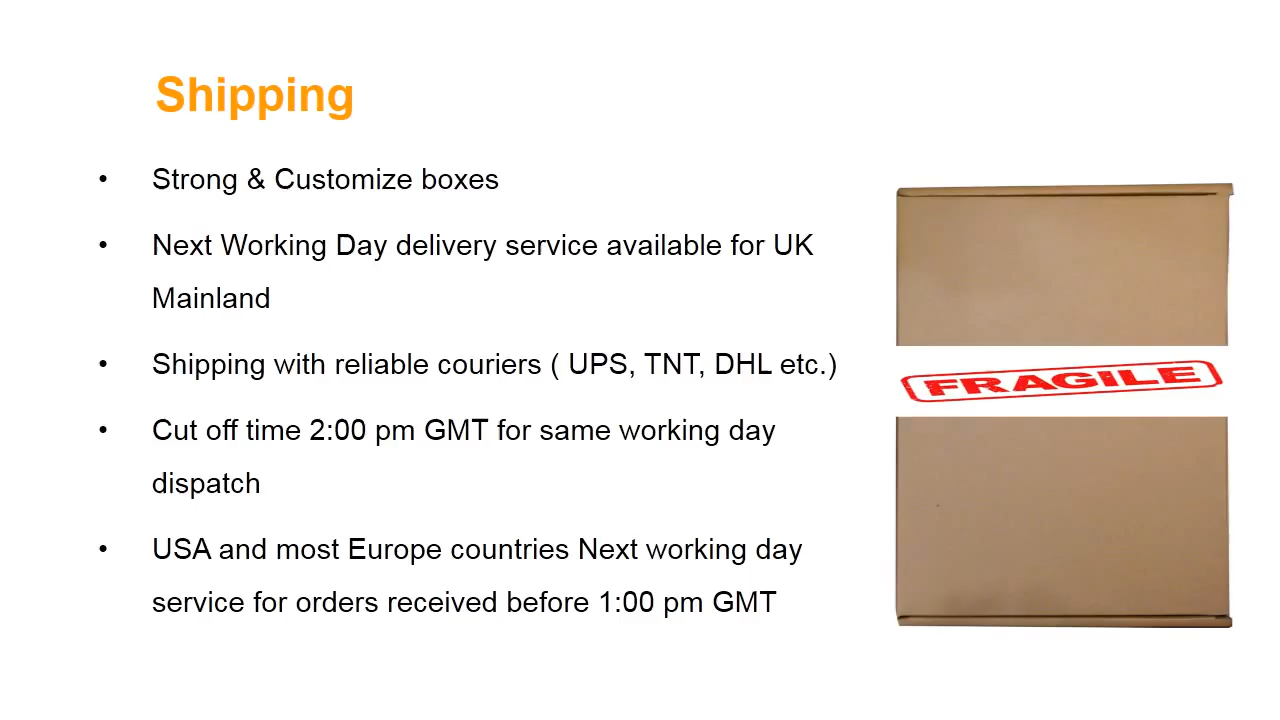 Shipping
• Strong & Customize boxes
• Next Working Day delivery service available for UK
Mainland
• Shipping with reliable couriers ( UPS, TNT, DHL etc.)
• Cut off time 2:00 pm GMT for same working day
dispatch
• USA and most Europe countries Next working day
service for orders received before 1:00 pm GMT
FRAGILE